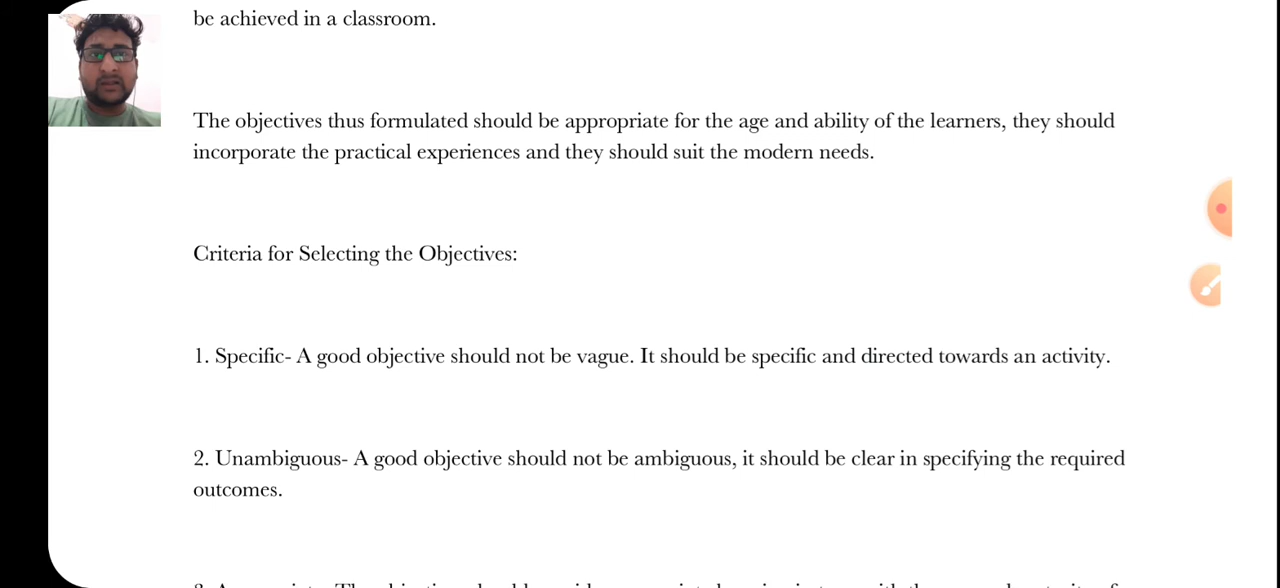 be achieved in a classroom.
The objectives thus formulated should be appropriate for the age and ability of the learners, they should
incorporate the practical experiences and they should suit the modern needs.
Criteria for Selecting the Objectives:
1. Specific- A good objective should not be vague. It should be specific and directed towards an activity.
2. Unambiguous- A good objective should not be ambiguous, it should be clear in specifying the required
outcomes.